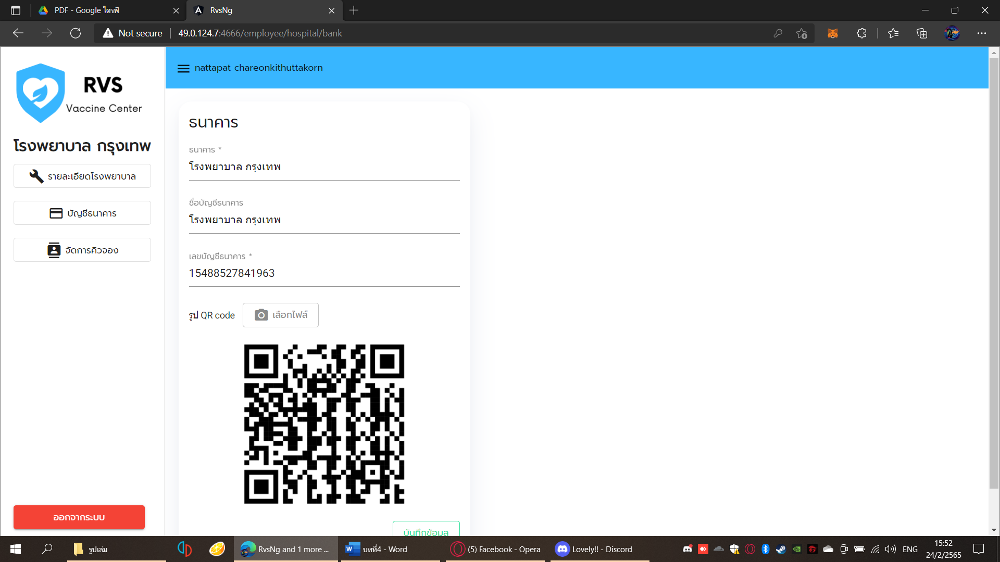 PDF - Google ไดรฟ์
RvsNg
Not secure
49.0.124.7:4666/employee/hospital/bank
RVS
Vaccine Center
โรงพยาบาล กรุงเทพ
รายละเอียดโรงพยาบาล
บัญชีธนาคาร
จัดการคิวจอง
ออกจากระบบ
nattapat chareonkithuttakorn
ธนาคาร
ธนาคาร *
โรงพยาบาล กรุงเทพ
ชื่อบัญชีธนาคาร
โรงพยาบาล กรุงเทพ
เลขบัญชีธนาคาร *
15488527841963
รูป QR code
เลือกไฟล์
บันทึกข้อมูล
รูปเล่ม
RvsNg and 1 more ...
บทที่4 - Word
(5) Facebook - Opera
Lovely!! - Discord
ENG
15:52
24/2/2565